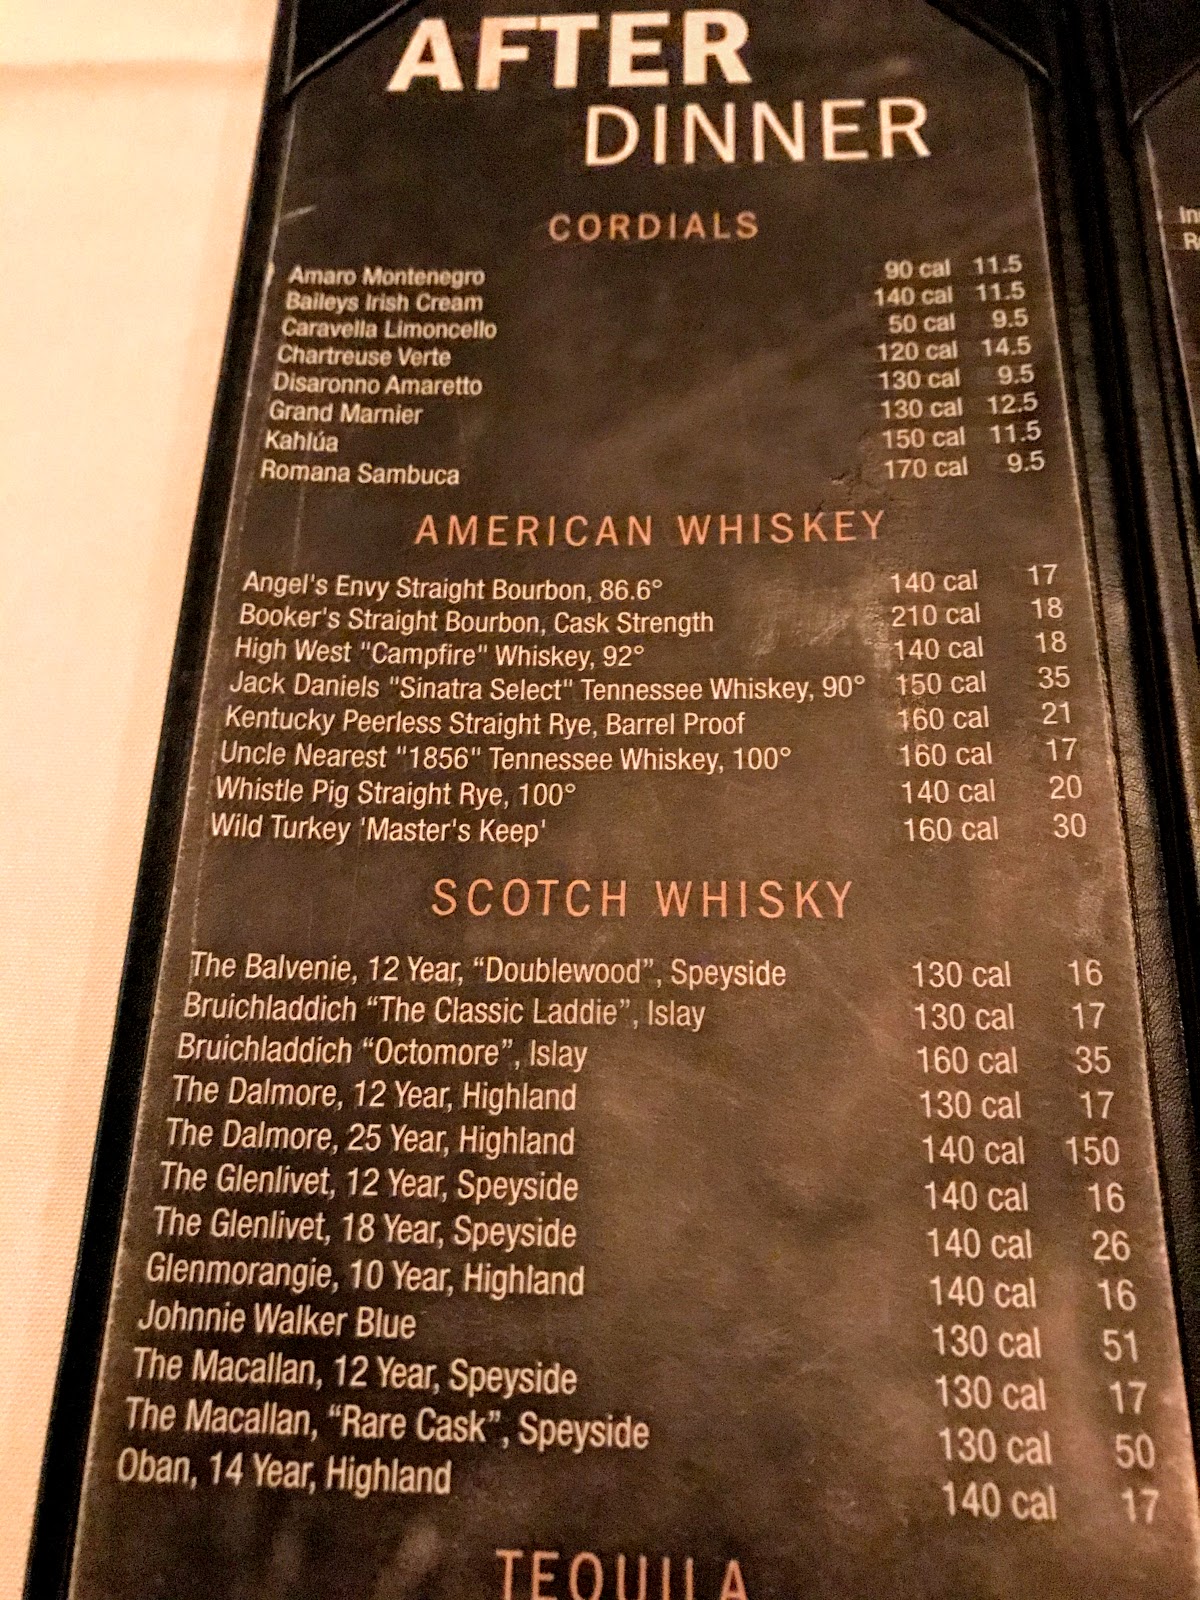 AFTER
DINNER
CORDIALS
Amaro Montenegro 90 cal 11.5
Baileys Irish Cream 140 cal 11.5
Caravella Limoncello 50 cal 9.5
Chartreuse Verte 120 cal 14.5
Disaronno Amaretto 130 cal 9.5
Grand Marnier 130 cal 12.5
Kahlúa 150 cal 11.5
Romana Sambuca 170 cal 9.5
AMERICAN WHISKEY
Angel's Envy Straight Bourbon, 86.6° 140 cal 17
Booker's Straight Bourbon, Cask Strength 210 cal 18
High West "Campfire" Whiskey, 92° 140 cal 18
Jack Daniels "Sinatra Select" Tennessee Whiskey, 90° 150 cal 35
Kentucky Peerless Straight Rye, Barrel Proof 160 cal 21
Uncle Nearest "1856" Tennessee Whiskey, 100° 160 cal 17
Whistle Pig Straight Rye, 100° 140 cal 20
Wild Turkey 'Master's Keep' 160 cal 30
SCOTCH WHISKY
The Balvenie, 12 Year, “Doublewood”, Speyside 130 cal 16
Bruichladdich “The Classic Laddie”, Islay 130 cal 17
Bruichladdich “Octomore”, Islay 160 cal 35
The Dalmore, 12 Year, Highland 130 cal 17
The Dalmore, 25 Year, Highland 140 cal 150
The Glenlivet, 12 Year, Speyside 140 cal 16
The Glenlivet, 18 Year, Speyside 140 cal 26
Glenmorangie, 10 Year, Highland 140 cal 16
Johnnie Walker Blue 130 cal 51
The Macallan, 12 Year, Speyside 130 cal 17
The Macallan, “Rare Cask”, Speyside 130 cal 50
Oban, 14 Year, Highland 140 cal 17
TEQUILA